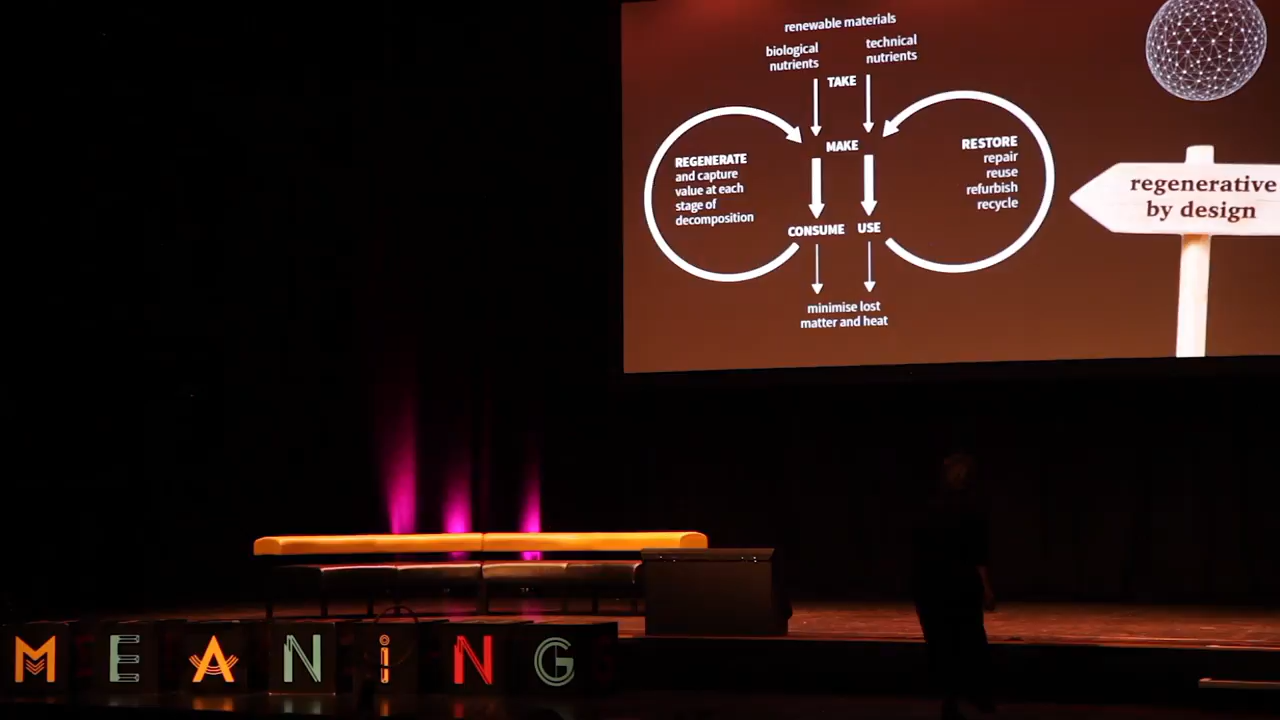 renewable materials
biological
nutrients
technical
nutrients
TAKE
MAKE
REGENERATE
and capture
value at each
stage of
decomposition
RESTORE
repair
reuse
refurbish
recycle
CONSUME USE
minimise lost
matter and heat
regenerative
by design
MEANiNG